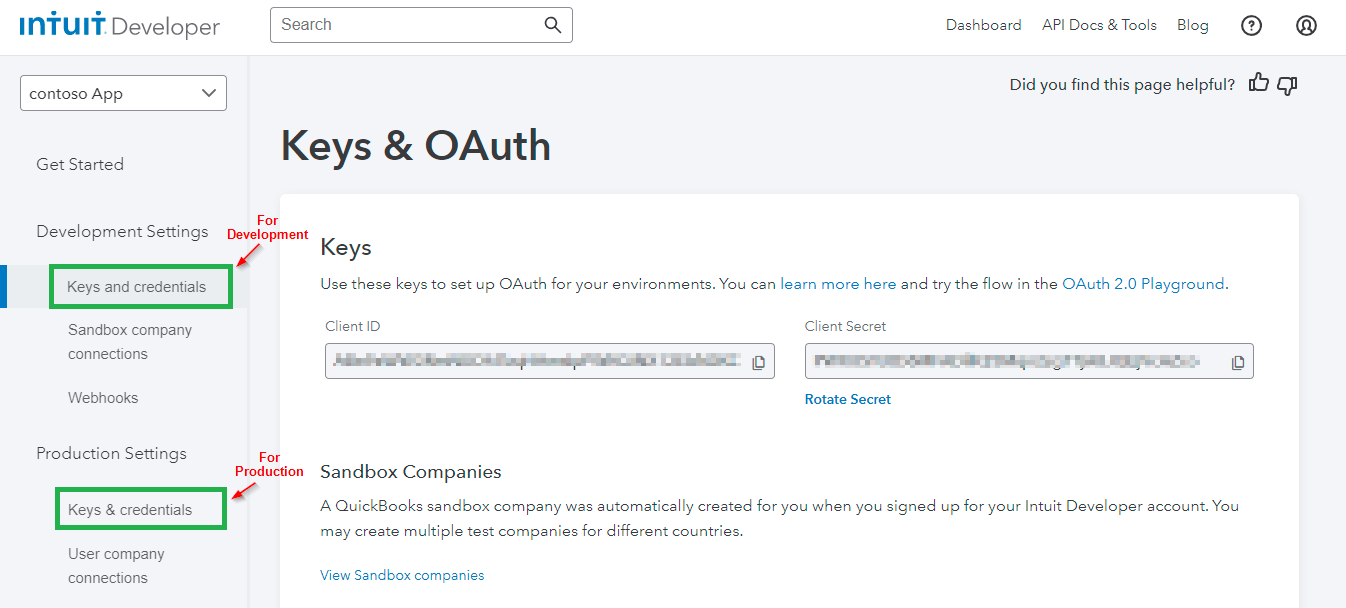 ınтuıт Developer
Search
Dashboard
API Docs & Tools
Blog
?
contoso App
Did you find this page helpful?
Get Started
Keys & OAuth
Development Settings
For
Development
Keys and credentials
Sandbox company
connections
Webhooks
Production Settings
For
Production
Keys & credentials
User company
connections
Keys
Use these keys to set up OAuth for your environments. You can learn more here and try the flow in the OAuth 2.0 Playground.
Client ID
Client Secret
Rotate Secret
Sandbox Companies
A QuickBooks sandbox company was automatically created for you when you signed up for your Intuit Developer account. You
may create multiple test companies for different countries.
View Sandbox companies